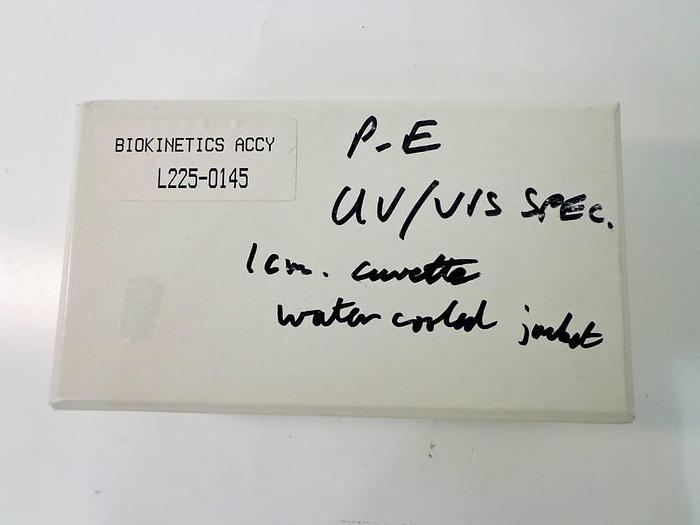 BIOKINETICS ACCY
L225-0145
P-E
UV/VIS SPEC.
1cm. cuvette
water cooled jacket